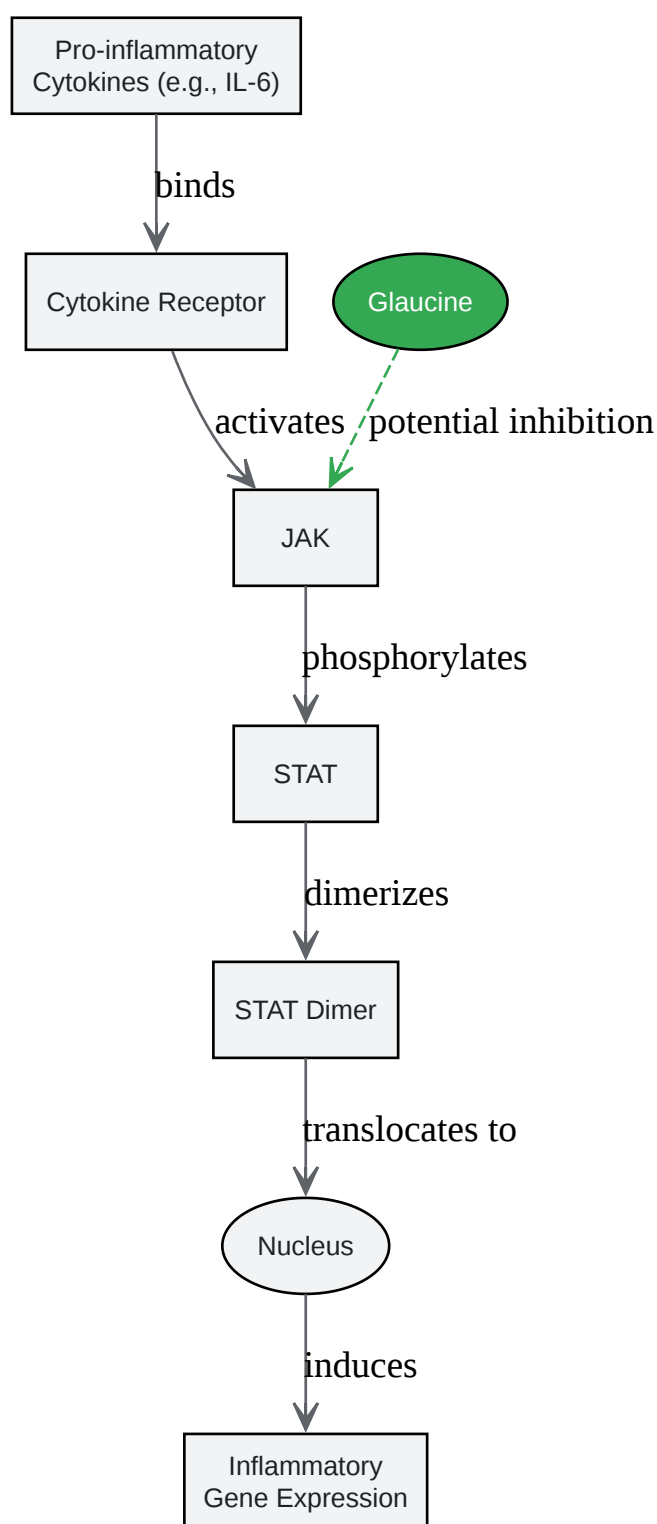 Pro-inflammatory
Cytokines (e.g., IL-6)
binds
Cytokine Receptor
Glaucine
activates
potential inhibition
JAK
phosphorylates
STAT
dimerizes
STAT Dimer
translocates to
Nucleus
induces
Inflammatory
Gene Expression